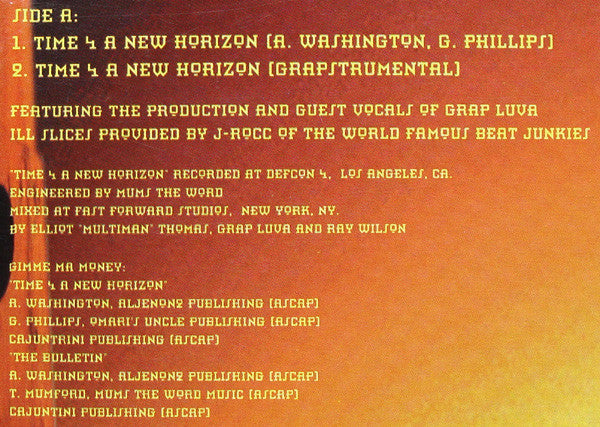 SIDE A:
1. TIME 4 A NEW HORIZON (A. WASHINGTON, G. PHILLIPS)
2. TIME 4 A NEW HORIZON (GRAPSTRUMENTAL)
FEATURING THE PRODUCTION AND GUEST VOCALS OF GRAP LUVA
ILL SLICES PROVIDED BY J-ROCC OF THE WORLD FAMOUS BEAT JUNKIES
"TIME 4 A NEW HORIZON" RECORDED AT DEFCON 4, LOS ANGELES, CA.
ENGINEERED BY MUMS THE WORD
MIXED AT FAST FORWARD STUDIOS, NEW YORK, NY.
BY ELLIOT "MULTIMAN" THOMAS, GRAP LUVA AND RAY WILSON
GIMME MA MONEY:
"TIME 4 A NEW HORIZON"
A. WASHINGTON, ALJENON2 PUBLISHING (ASCAP)
G. PHILLIPS, OMARI'S UNCLE PUBLISHING (ASCAP)
CAJUNTRINI PUBLISHING (ASCAP)
"THE BULLETIN"
A. WASHINGTON, ALJENON2 PUBLISHING (ASCAP)
T. MUMFORD, MUMS THE WORD MUSIC (ASCAP)
CAJUNTINI PUBLISHING (ASCAP)